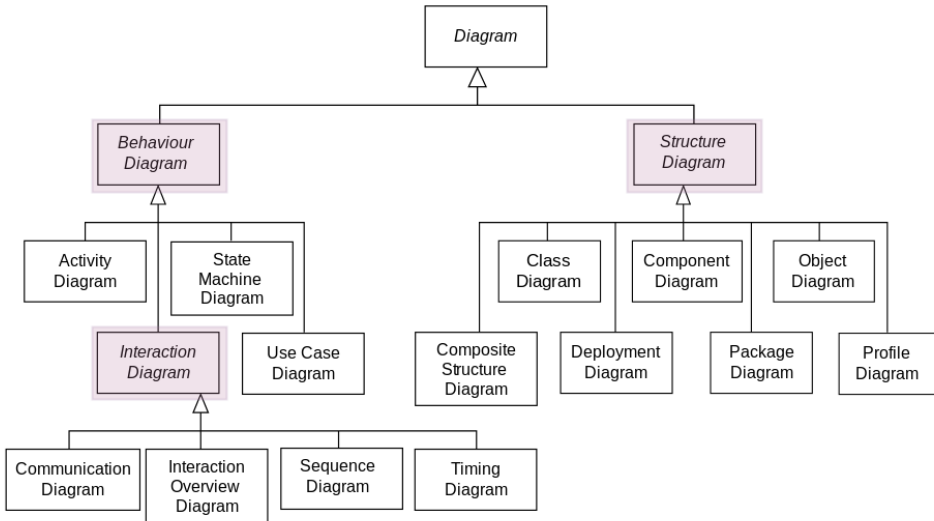 Diagram
Behaviour
Diagram
Structure
Diagram
Activity
Diagram
State
Machine
Diagram
Class
Diagram
Component
Diagram
Object
Diagram
Interaction
Diagram
Use Case
Diagram
Composite
Structure
Diagram
Deployment
Diagram
Package
Diagram
Profile
Diagram
Communication
Diagram
Interaction
Overview
Diagram
Sequence
Diagram
Timing
Diagram